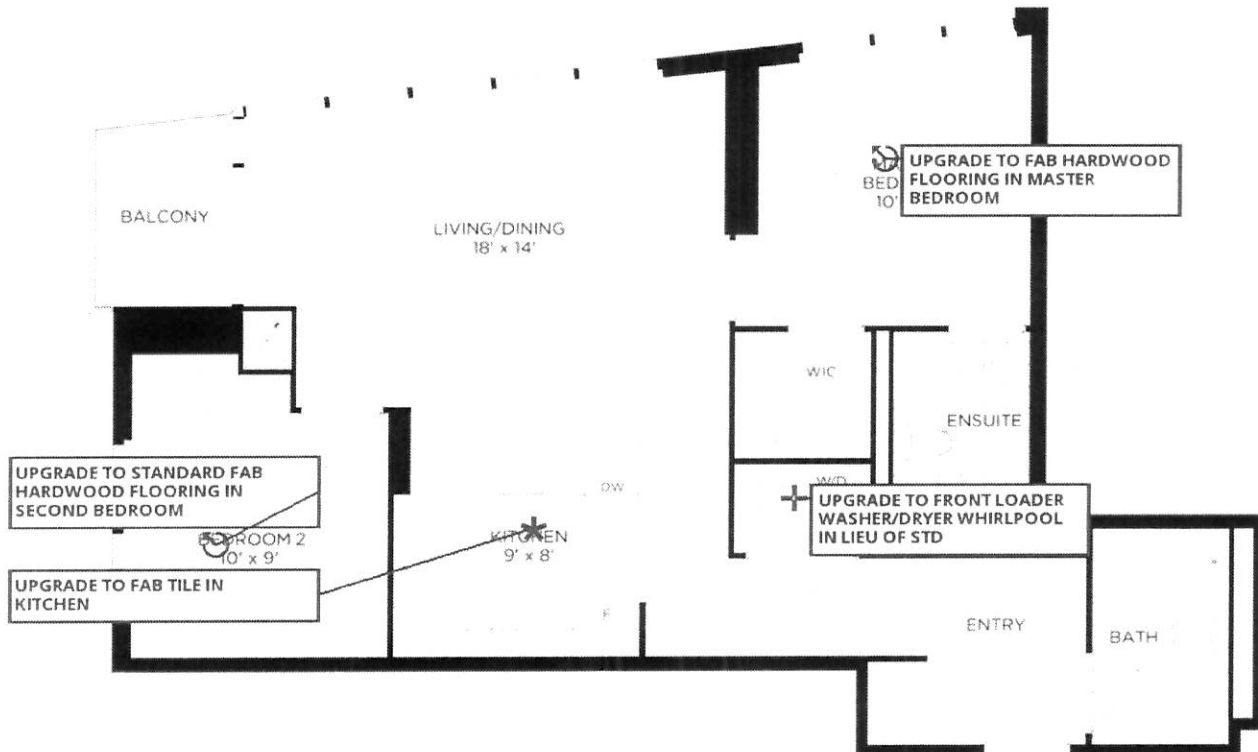 UPGRADE TO FAB HARDWOOD
FLOORING IN MASTER
BEDROOM
BED
10'
BALCONY
LIVING/DINING
18' x 14'
WIC
ENSUITE
UPGRADE TO STANDARD FAB
HARDWOOD FLOORING IN
SECOND BEDROOM
DW
W/D
UPGRADE TO FRONT LOADER
WASHER/DRYER WHIRLPOOL
IN LIEU OF STD
BEDROOM 2
10' x 9'
KITCHEN
9' x 8'
UPGRADE TO FAB TILE IN
KITCHEN
F
ENTRY
BATH